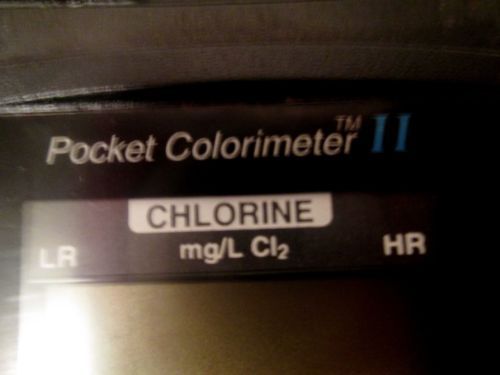 Pocket Colorimeter™ II
CHLORINE
LR mg/L Cl₂ HR